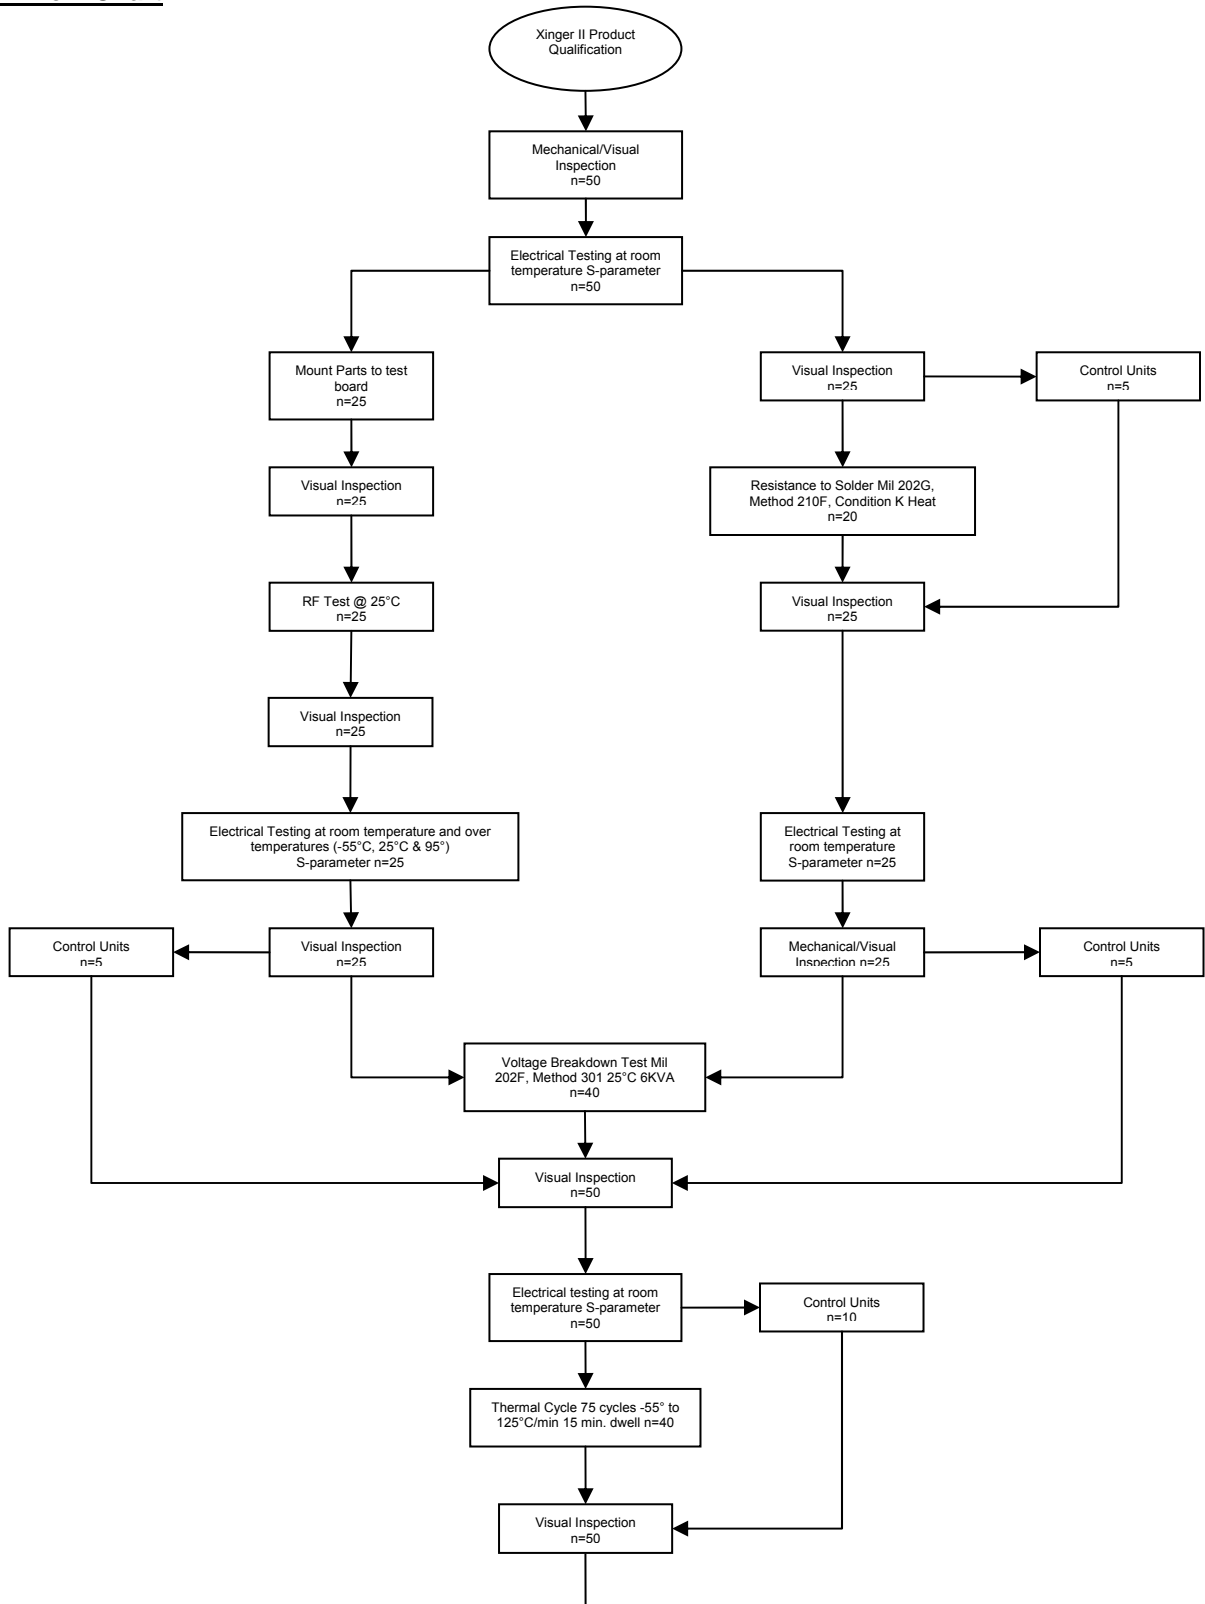 Xinger II Product
Qualification
Mechanical/Visual
Inspection
n=50
Electrical Testing at room
temperature S-parameter
n=50
Mount Parts to test
board
n=25
Visual Inspection
n=25
Control Units
n=5
Visual Inspection
n=25
Resistance to Solder Mil 202G,
Method 210F, Condition K Heat
n=20
RF Test @ 25°C
n=25
Visual Inspection
n=25
Visual Inspection
n=25
Electrical Testing at room temperature and over
temperatures (-55°C, 25°C & 95°)
S-parameter n=25
Electrical Testing at
room temperature
S-parameter n=25
Control Units
n=5
Visual Inspection
n=25
Mechanical/Visual
Inspection n=25
Control Units
n=5
Voltage Breakdown Test Mil
202F, Method 301 25°C 6KVA
n=40
Visual Inspection
n=50
Electrical testing at room
temperature S-parameter
n=50
Control Units
n=10
Thermal Cycle 75 cycles -55° to
125°C/min 15 min. dwell n=40
Visual Inspection
n=50